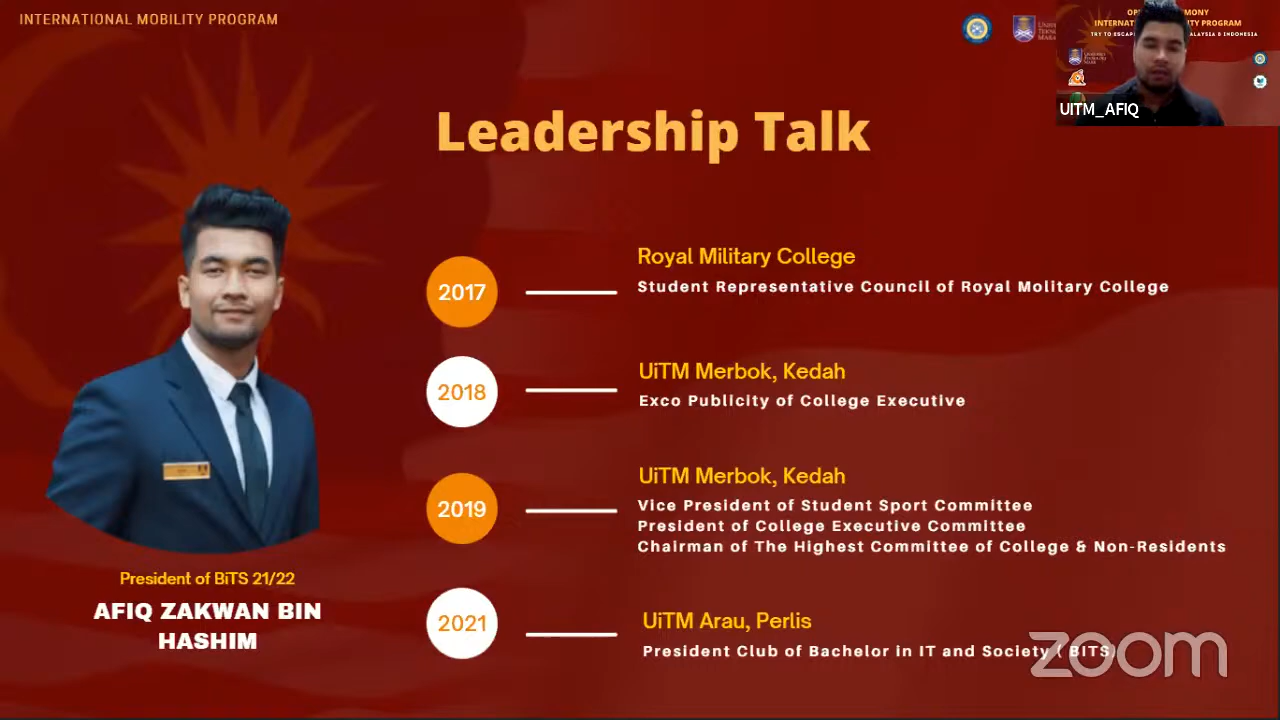 INTERNATIONAL MOBILITY PROGRAM
UITM_AFIQ
Leadership Talk
2017
Royal Military College
Student Representative Council of Royal Molitary College
2018
UiTM Merbok, Kedah
Exco Publicity of College Executive
2019
UiTM Merbok, Kedah
Vice President of Student Sport Committee
President of College Executive Committee
Chairman of The Highest Committee of College & Non-Residents
2021
UiTM Arau, Perlis
President Club of Bachelor in IT and Society ( BITS)
President of BiTS 21/22
AFIQ ZAKWAN BIN
HASHIM
zoom